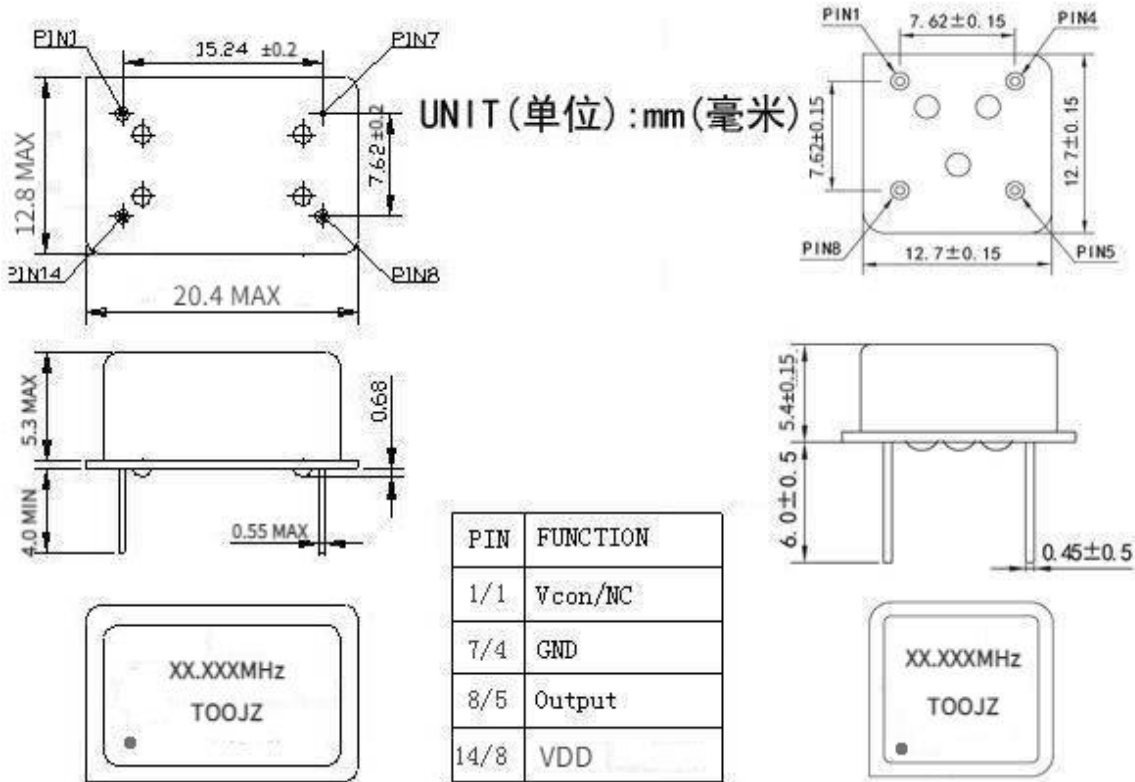 PIN1
15.24 ±0.2
PIN7
12.8 MAX
7.62±0.2
PIN14
PIN8
20.4 MAX
UNIT(单位):mm(毫米)
PIN1
7.62±0.15
PIN4
7.62±0.15
12.7±0.15
PIN8
12.7±0.15
PIN5
5.3 MAX
0.68
4.0 MIN
0.55 MAX
5.4±0.15
6.0±0.5
0.45±0.5
PIN FUNCTION
1/1 Vcon/NC
7/4 GND
8/5 Output
14/8 VDD
XX.XXXMHz
TOOJZ
XX.XXXMHz
TOOJZ